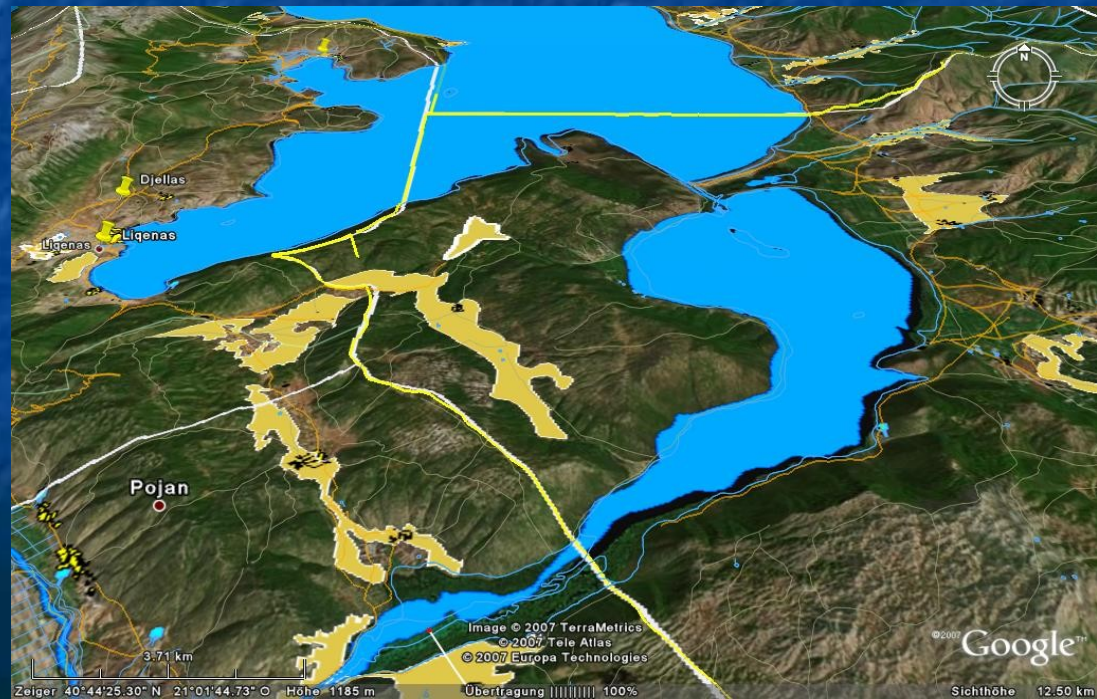 N
Djellas
Liqenas
Liqenas
Pojan
Image © 2007 TerraMetrics
© 2007 Tele Atlas
© 2007 Europa Technologies
©2007 Google™
3.71 km
Zeiger 40°44'25.30" N 21°01'44.73" O Höhe 1185 m Übertragung |||||||||| 100% Sichthöhe 12.50 km